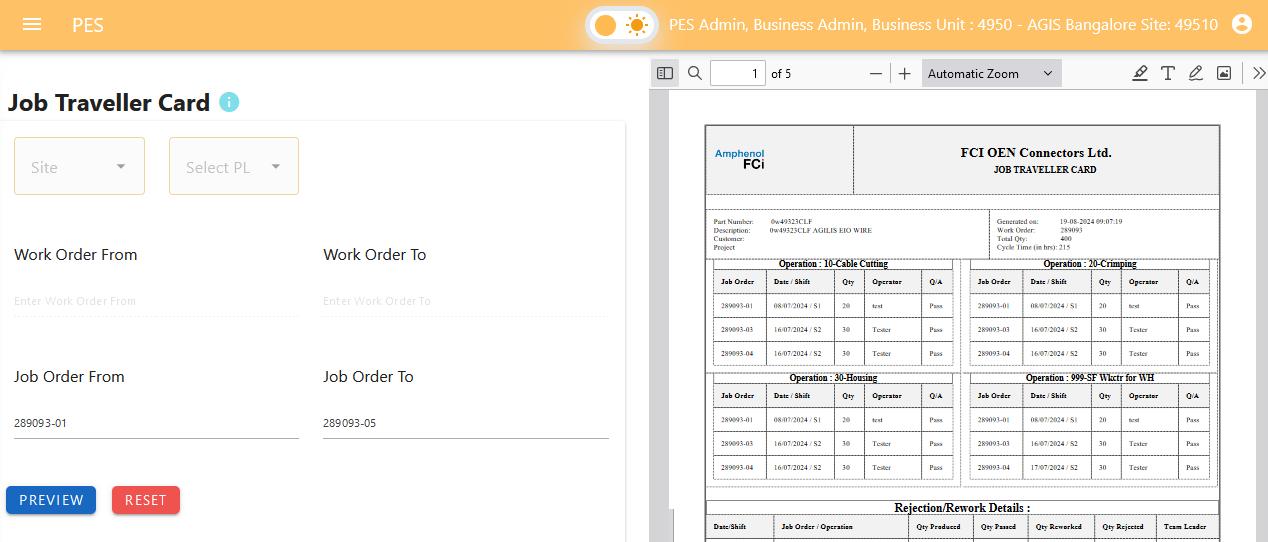 PES
PES Admin, Business Admin, Business Unit : 4950 - AGIS Bangalore Site: 49510
Job Traveller Card
Site
Select PL
Work Order From
Work Order To
Enter Work Order From
Enter Work Order To
Job Order From
Job Order To
289093-01
289093-05
PREVIEW
RESET
1 of 5
Automatic Zoom
Amphenol
FCi
FCI OEN Connectors Ltd.
JOB TRAVELLER CARD
Part Number: 0w49323CLF
Description: 0w49323CLF AGILIS EIO WIRE
Customer:
Project
Generated on: 19-08-2024 09:07:19
Work Order: 289093
Total Qty: 400
Cycle Time (in hrs): 215
Operation : 10-Cable Cutting
Job Order Date / Shift Qty Operator Q/A
289093-01 08/07/2024 / S1 20 test Pass
289093-03 16/07/2024 / S2 30 Tester Pass
289093-04 16/07/2024 / S2 30 Tester Pass
Operation : 20-Crimping
Job Order Date / Shift Qty Operator Q/A
289093-01 08/07/2024 / S1 20 test Pass
289093-03 16/07/2024 / S2 30 Tester Pass
289093-04 16/07/2024 / S2 30 Tester Pass
Operation : 30-Housing
Job Order Date / Shift Qty Operator Q/A
289093-01 08/07/2024 / S1 20 test Pass
289093-03 16/07/2024 / S2 30 Tester Pass
289093-04 16/07/2024 / S2 30 Tester Pass
Operation : 999-SF Wkctr for WH
Job Order Date / Shift Qty Operator Q/A
289093-01 08/07/2024 / S1 20 test Pass
289093-03 16/07/2024 / S2 30 Tester Pass
289093-04 17/07/2024 / S2 30 Tester Pass
Rejection/Rework Details :
Date/Shift Job Order / Operation Qty Produced Qty Passed Qty Reworked Qty Rejected Team Leader